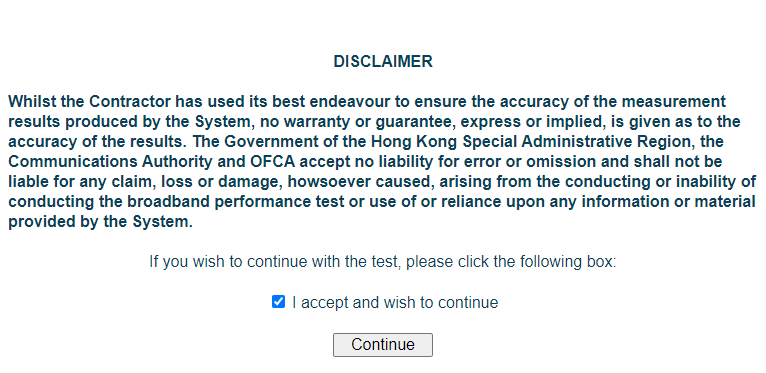 DISCLAIMER
Whilst the Contractor has used its best endeavour to ensure the accuracy of the measurement
results produced by the System, no warranty or guarantee, express or implied, is given as to the
accuracy of the results. The Government of the Hong Kong Special Administrative Region, the
Communications Authority and OFCA accept no liability for error or omission and shall not be
liable for any claim, loss or damage, howsoever caused, arising from the conducting or inability of
conducting the broadband performance test or use of or reliance upon any information or material
provided by the System.
If you wish to continue with the test, please click the following box:
I accept and wish to continue
Continue